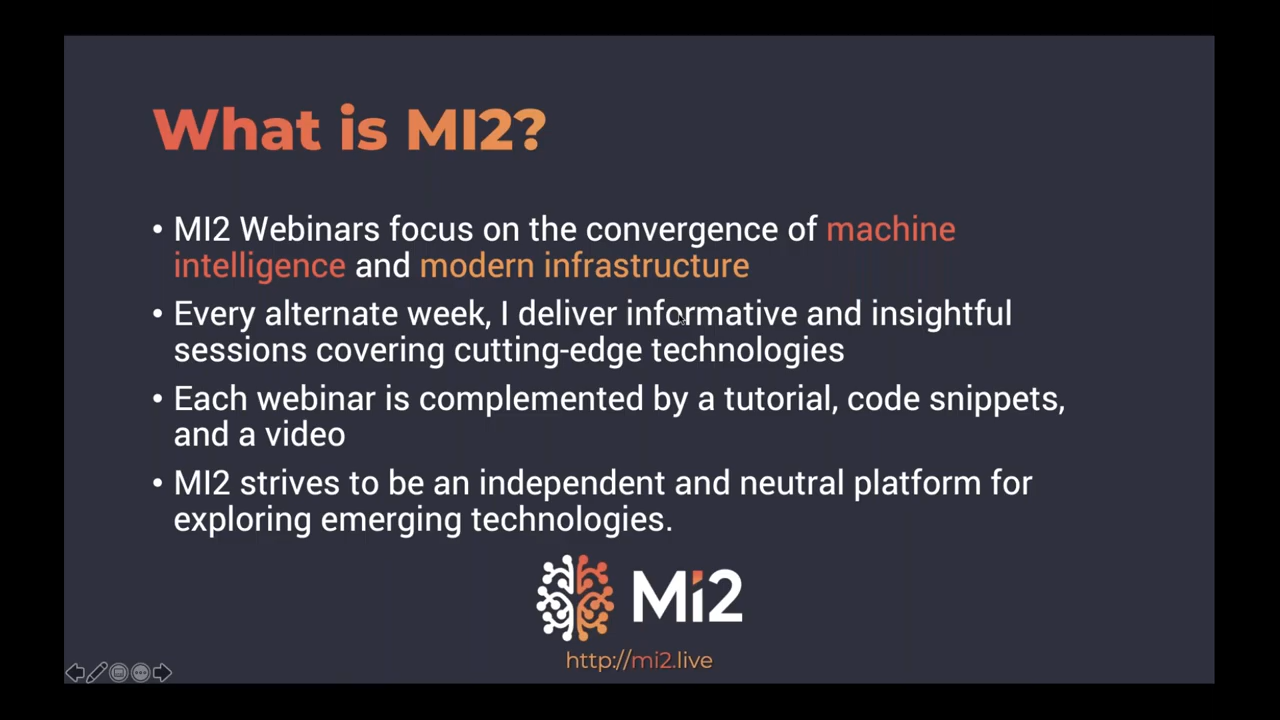 What is MI2?
• MI2 Webinars focus on the convergence of machine
intelligence and modern infrastructure
• Every alternate week, I deliver informative and insightful
sessions covering cutting-edge technologies
• Each webinar is complemented by a tutorial, code snippets,
and a video
• MI2 strives to be an independent and neutral platform for
exploring emerging technologies.
Mi2
http://mi2.live